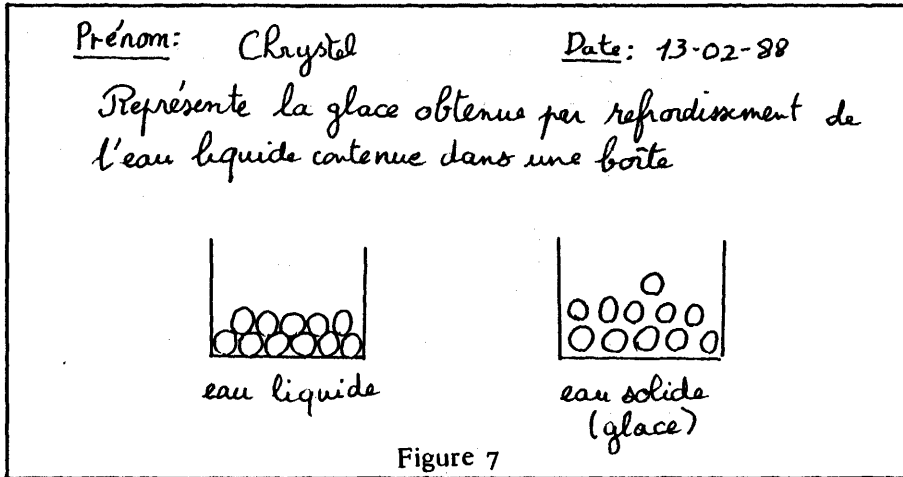 Prénom: Chrystel Date: 13-02-88
Représente la glace obtenue par refroidissement de
l'eau liquide contenue dans une boîte
eau liquide eau solide
(glace)
Figure 7